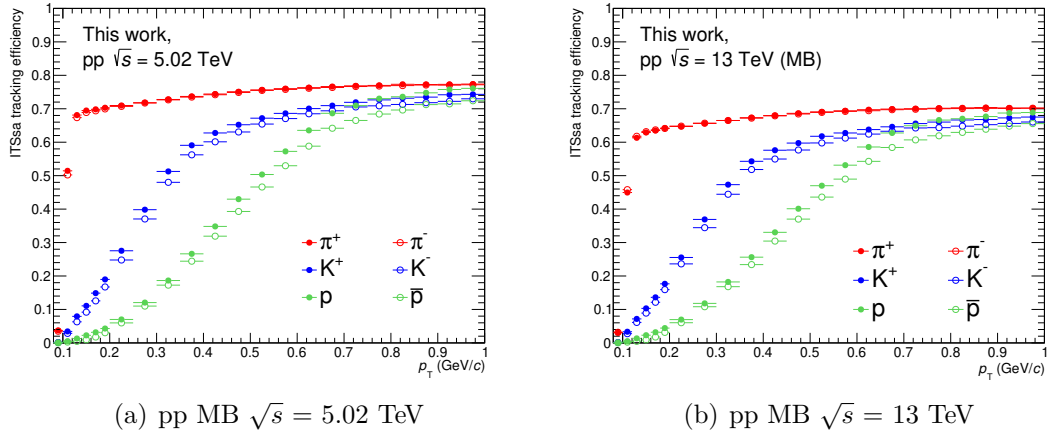 ITSsa tracking efficiency
1
0.9
0.8
0.7
0.6
0.5
0.4
0.3
0.2
0.1
0
This work,
pp √s = 5.02 TeV
π⁺ π⁻
K⁺ K⁻
p p̅
0.1 0.2 0.3 0.4 0.5 0.6 0.7 0.8 0.9 1
p_T (GeV/c)
(a) pp MB √s = 5.02 TeV
ITSsa tracking efficiency
1
0.9
0.8
0.7
0.6
0.5
0.4
0.3
0.2
0.1
0
This work,
pp √s = 13 TeV (MB)
π⁺ π⁻
K⁺ K⁻
p p̅
0.1 0.2 0.3 0.4 0.5 0.6 0.7 0.8 0.9 1
p_T (GeV/c)
(b) pp MB √s = 13 TeV